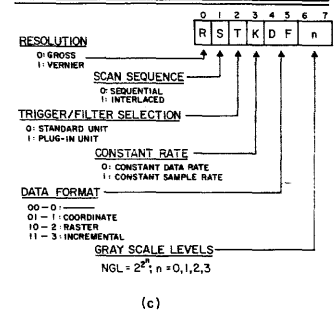 0 1 2 3 4 5 6 7
R S T K D F n
RESOLUTION
0: GROSS
1: VERNIER
SCAN SEQUENCE
0: SEQUENTIAL
1: INTERLACED
TRIGGER/FILTER SELECTION
0: STANDARD UNIT
1: PLUG-IN UNIT
CONSTANT RATE
0: CONSTANT DATA RATE
1: CONSTANT SAMPLE RATE
DATA FORMAT
00 — 0: ———
01 — 1: COORDINATE
10 — 2: RASTER
11 — 3: INCREMENTAL
GRAY SCALE LEVELS
NGL = 2^2^n; n = 0,1,2,3
(c)